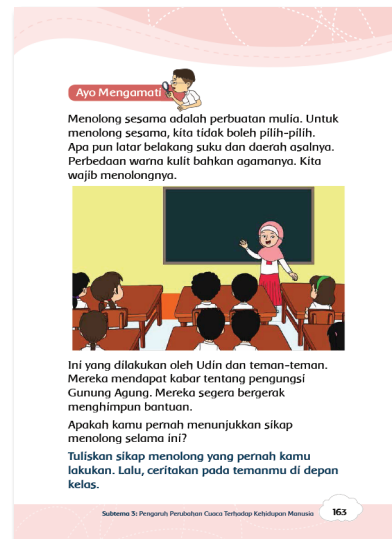 Ayo Mengamati
Menolong sesama adalah perbuatan mulia. Untuk
menolong sesama, kita tidak boleh pilih-pilih.
Apa pun latar belakang suku dan daerah asalnya.
Perbedaan warna kulit bahkan agamanya. Kita
wajib menolongnya.
Ini yang dilakukan oleh Udin dan teman-teman.
Mereka mendapat kabar tentang pengungsi
Gunung Agung. Mereka segera bergerak
menghimpun bantuan.
Apakah kamu pernah menunjukkan sikap
menolong selama ini?
Tuliskan sikap menolong yang pernah kamu
lakukan. Lalu, ceritakan pada temanmu di depan
kelas.
Subtema 3: Pengaruh Perubahan Cuaca Terhadap Kehidupan Manusia 163